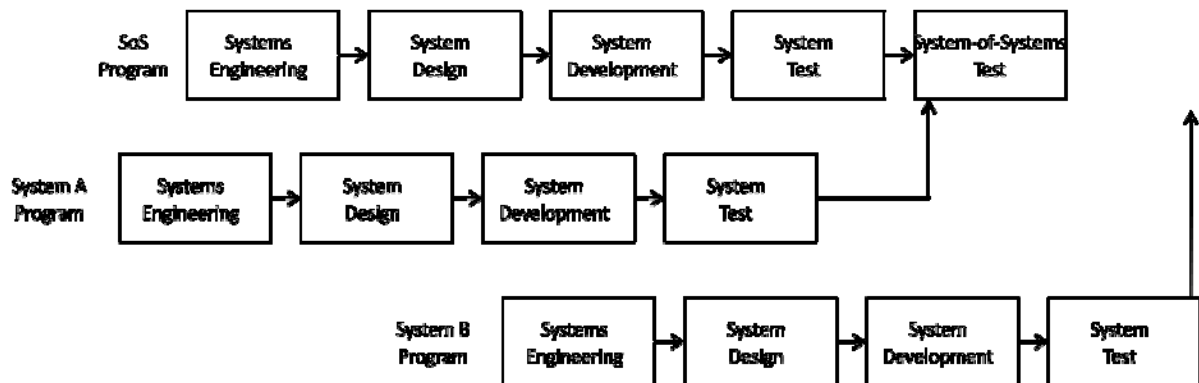 SoS
Program
Systems
Engineering
System
Design
System
Development
System
Test
System-of-Systems
Test
System A
Program
Systems
Engineering
System
Design
System
Development
System
Test
System B
Program
Systems
Engineering
System
Design
System
Development
System
Test